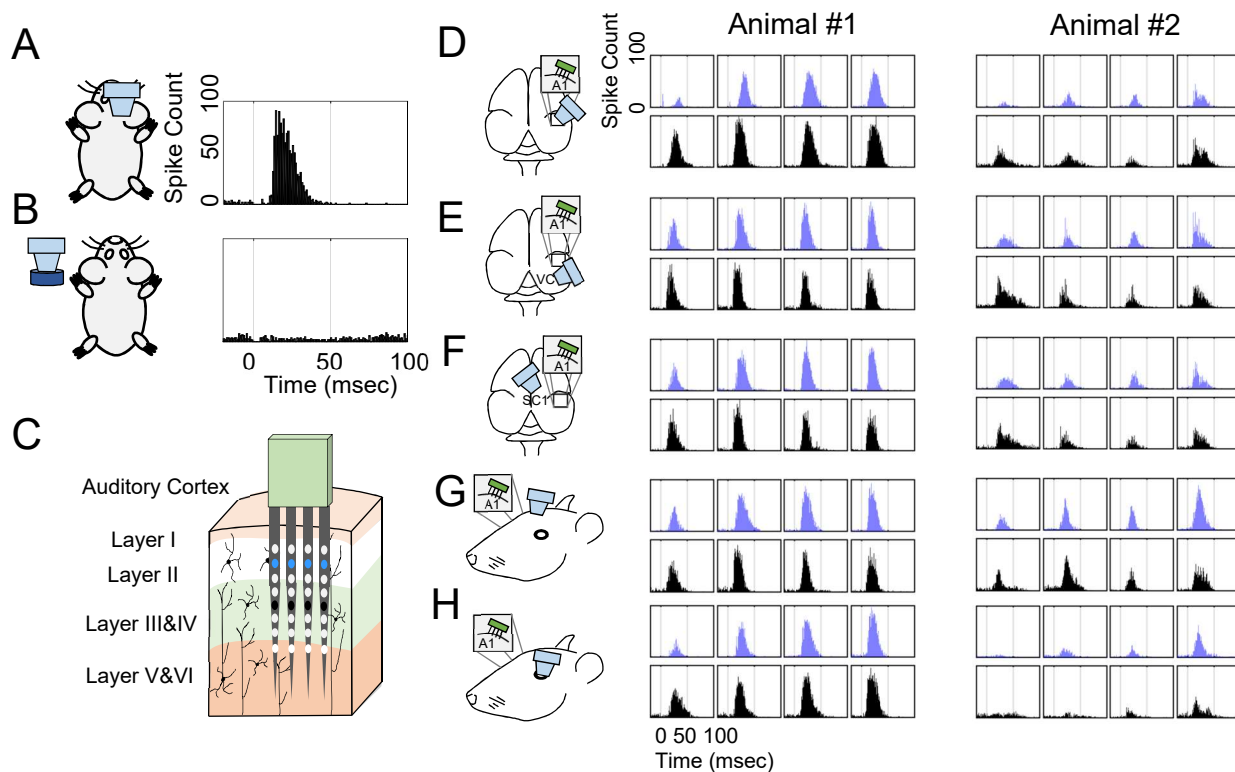 A
Spike Count
100
50
0
B
0 50 100
Time (msec)
C
Auditory Cortex
Layer I
Layer II
Layer III&IV
Layer V&VI
Animal #1
Animal #2
D
A1
Spike Count
100
0
E
A1
VC
F
A1
SC1
G
A1
H
A1
0 50 100
Time (msec)